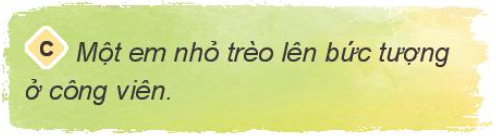 C Một em nhỏ trèo lên bức tượng
ở công viên.